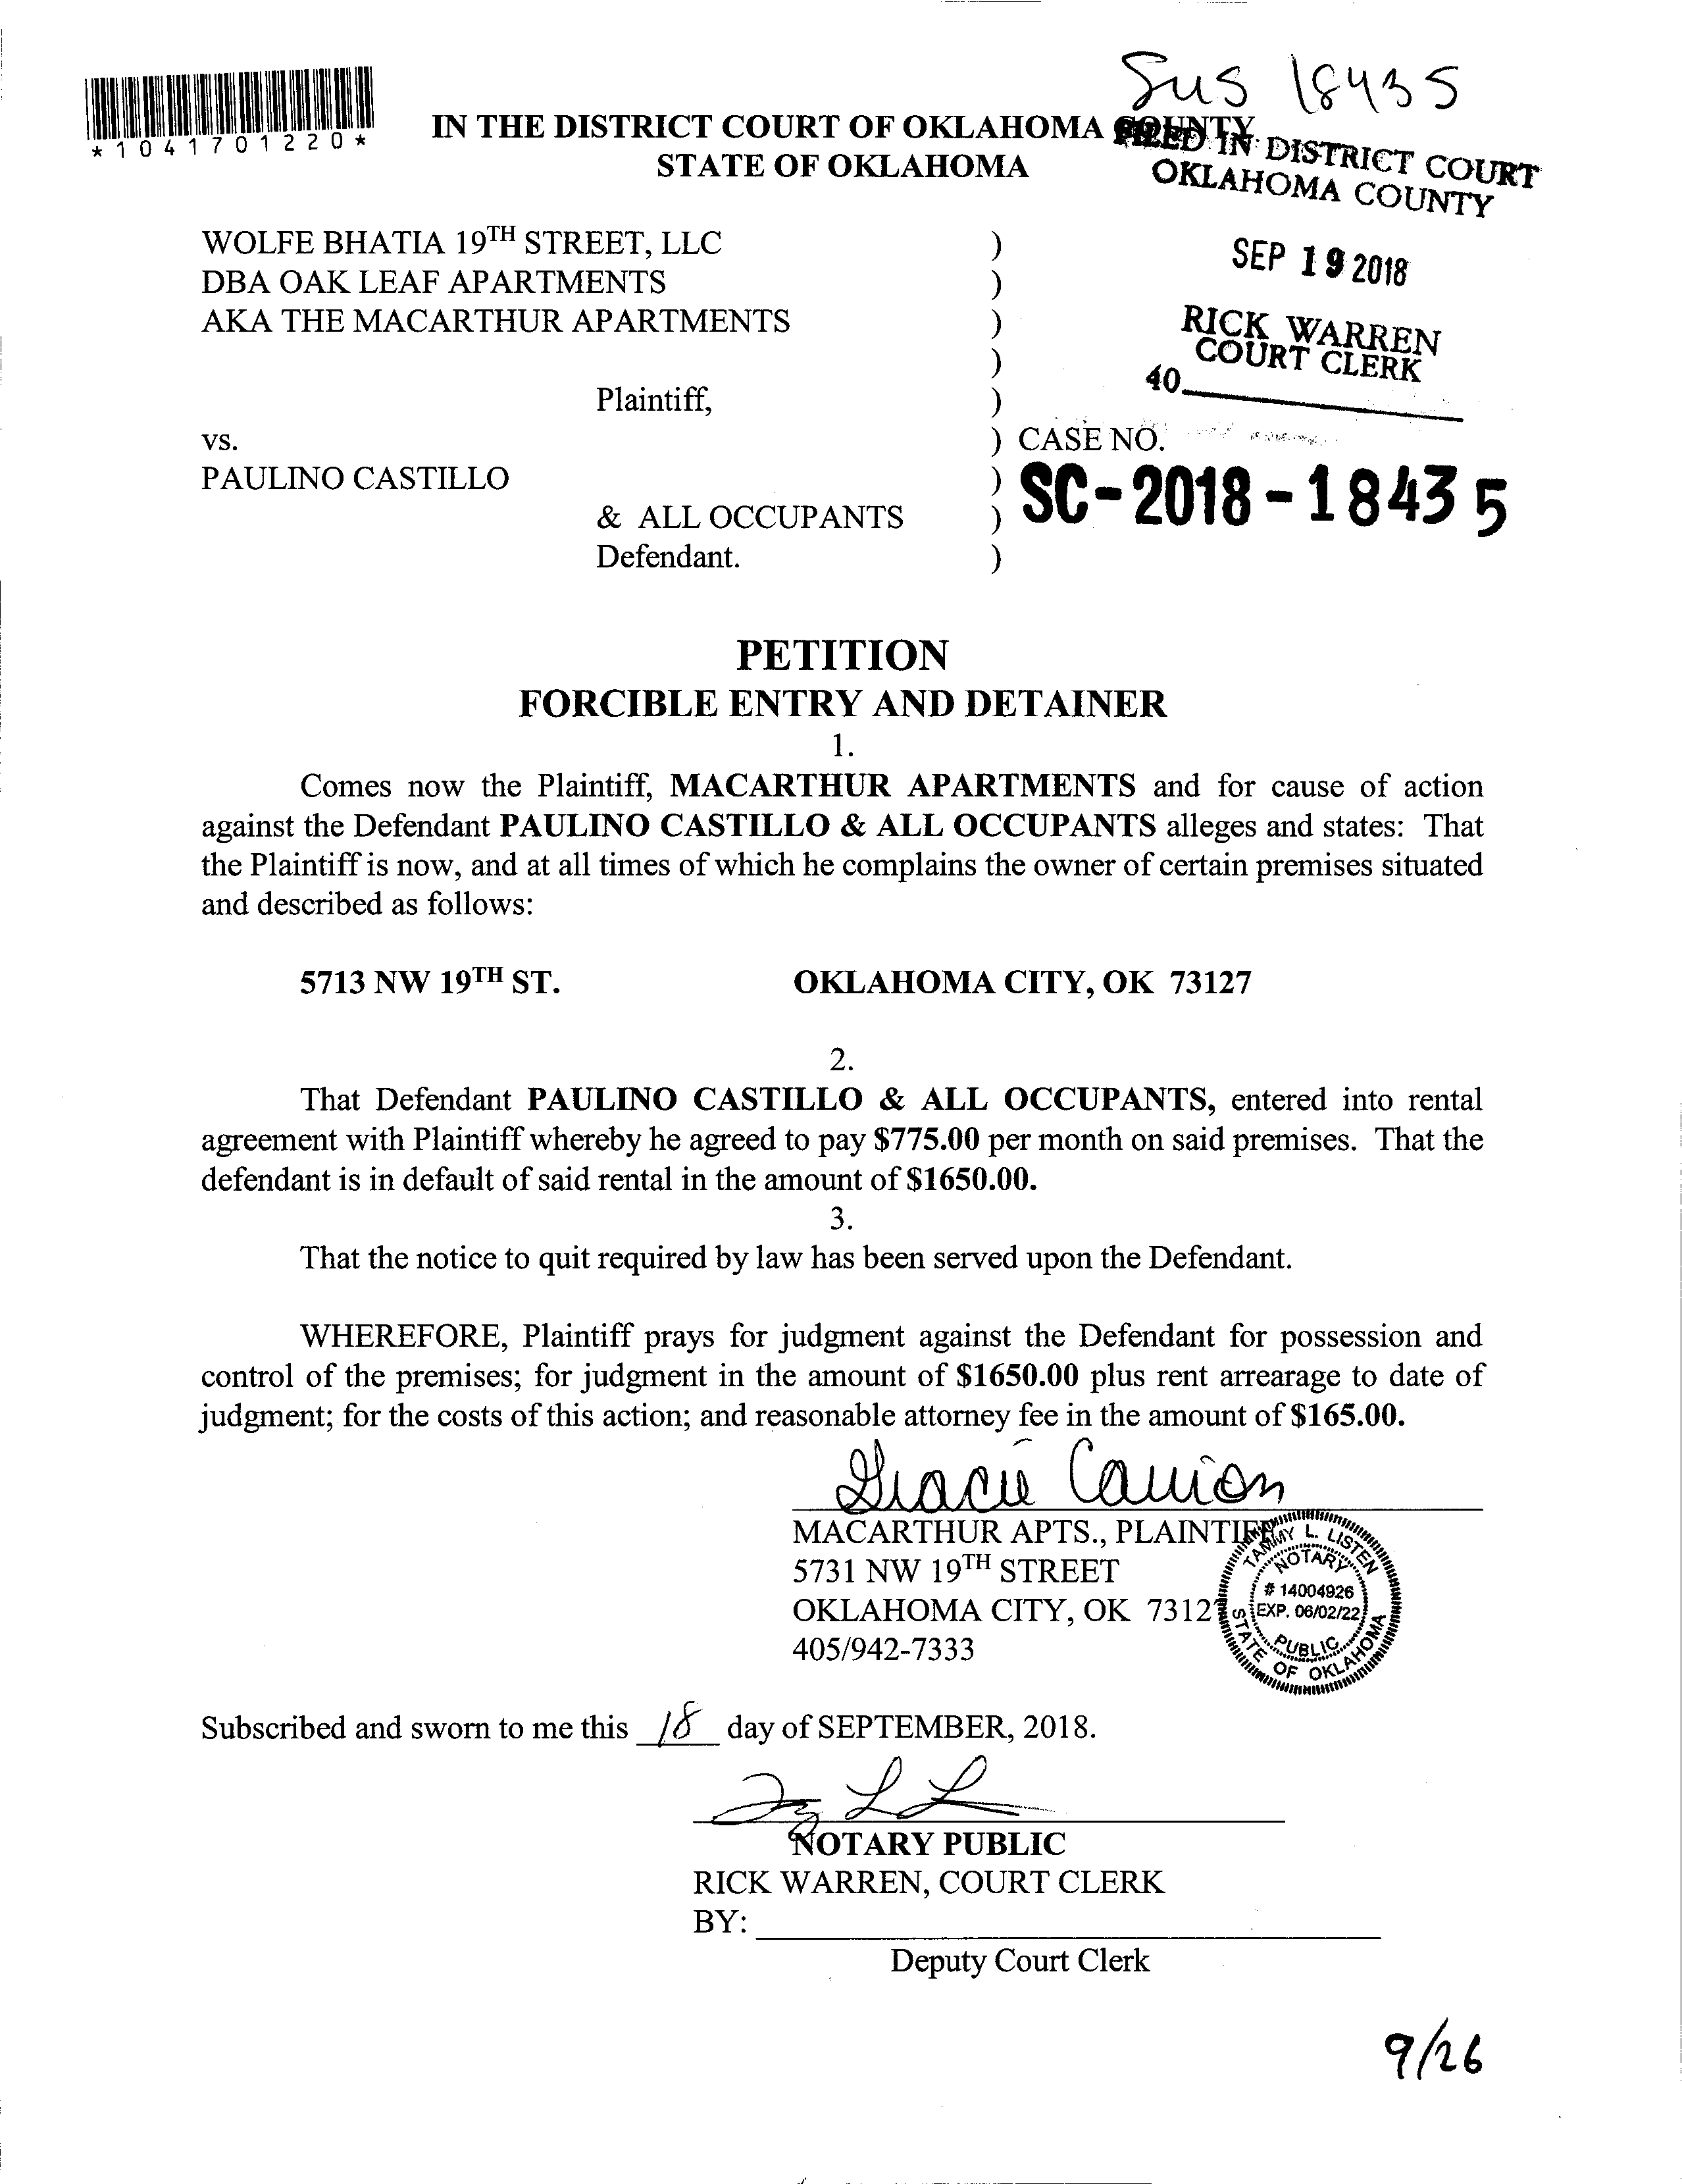 Sus 18435
*1041701220*
IN THE DISTRICT COURT OF OKLAHOMA COUNTY
STATE OF OKLAHOMA
FILED IN DISTRICT COURT
OKLAHOMA COUNTY
SEP 19 2018
RICK WARREN
COURT CLERK
40
WOLFE BHATIA 19TH STREET, LLC )
DBA OAK LEAF APARTMENTS )
AKA THE MACARTHUR APARTMENTS )
)
Plaintiff, )
vs. ) CASE NO.
PAULINO CASTILLO ) SC-2018-18435
& ALL OCCUPANTS )
Defendant. )
PETITION
FORCIBLE ENTRY AND DETAINER
1.
Comes now the Plaintiff, MACARTHUR APARTMENTS and for cause of action
against the Defendant PAULINO CASTILLO & ALL OCCUPANTS alleges and states: That
the Plaintiff is now, and at all times of which he complains the owner of certain premises situated
and described as follows:
5713 NW 19TH ST. OKLAHOMA CITY, OK 73127
2.
That Defendant PAULINO CASTILLO & ALL OCCUPANTS, entered into rental
agreement with Plaintiff whereby he agreed to pay $775.00 per month on said premises. That the
defendant is in default of said rental in the amount of $1650.00.
3.
That the notice to quit required by law has been served upon the Defendant.
WHEREFORE, Plaintiff prays for judgment against the Defendant for possession and
control of the premises; for judgment in the amount of $1650.00 plus rent arrearage to date of
judgment; for the costs of this action; and reasonable attorney fee in the amount of $165.00.
Gracie Carrion
MACARTHUR APTS., PLAINTIFF
5731 NW 19TH STREET
OKLAHOMA CITY, OK 73127
405/942-7333
TAMMY L. LISTEN
NOTARY
# 14004926
EXP. 06/02/22
PUBLIC
STATE OF OKLAHOMA
Subscribed and sworn to me this 18 day of SEPTEMBER, 2018.
NOTARY PUBLIC
RICK WARREN, COURT CLERK
BY:
Deputy Court Clerk
9/26